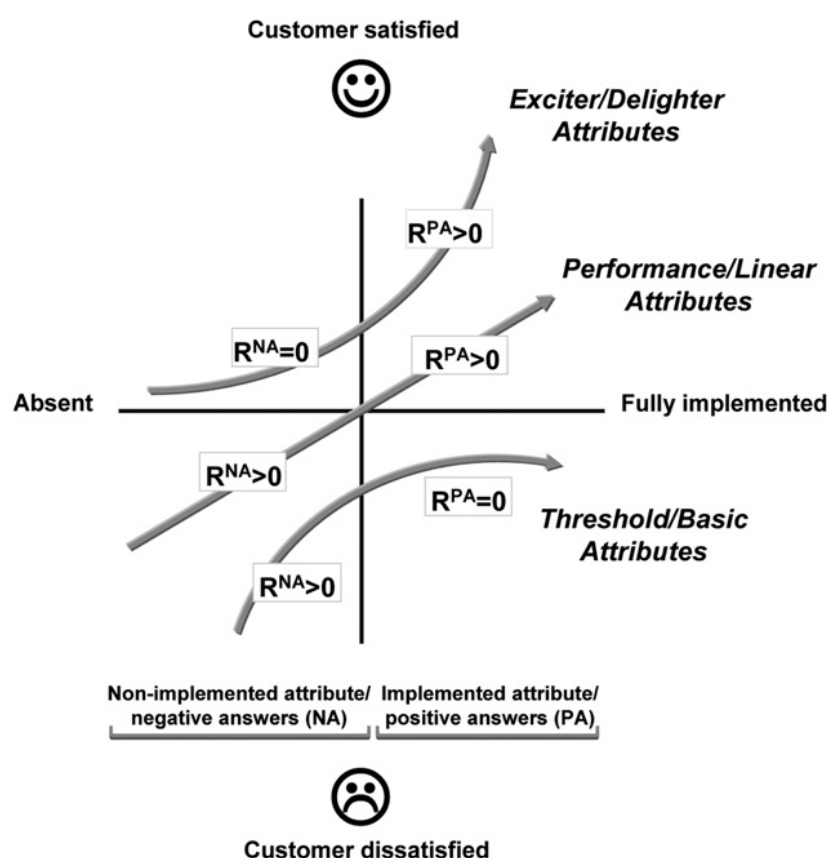 Customer satisfied
Exciter/Delighter
Attributes
R^PA>0
Performance/Linear
Attributes
R^NA=0
R^PA>0
Absent
Fully implemented
R^NA>0
R^PA=0
Threshold/Basic
Attributes
R^NA>0
Non-implemented attribute/
negative answers (NA)
Implemented attribute/
positive answers (PA)
Customer dissatisfied